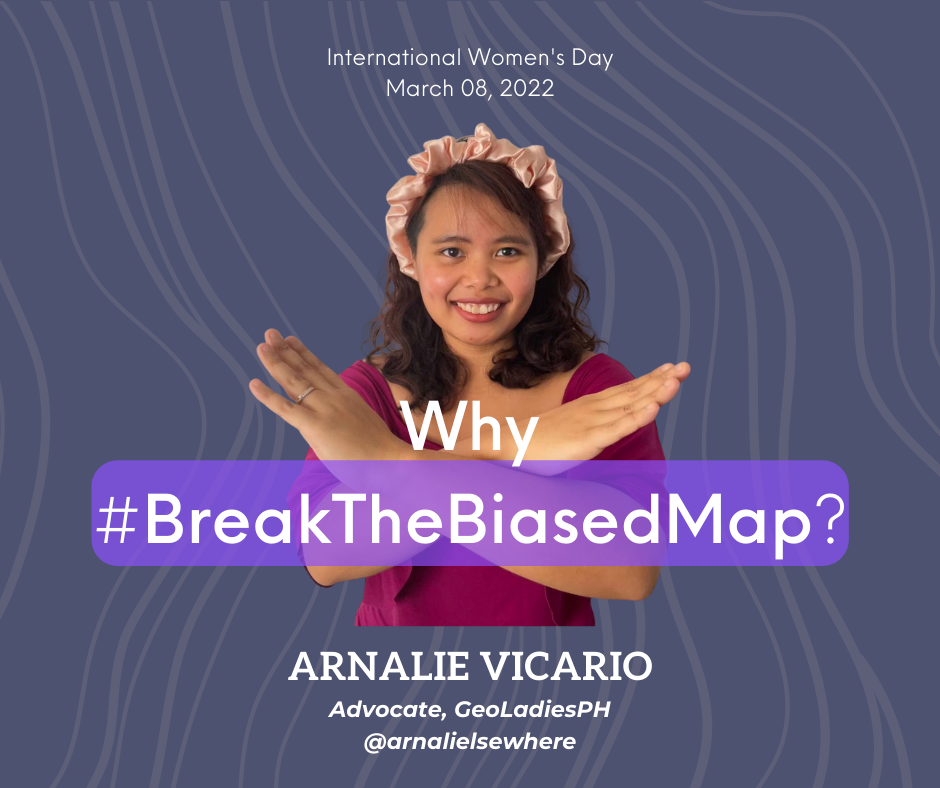 International Women's Day
March 08, 2022
Why
#BreakTheBiasedMap?
ARNALIE VICARIO
Advocate, GeoLadiesPH
@arnalielsewhere